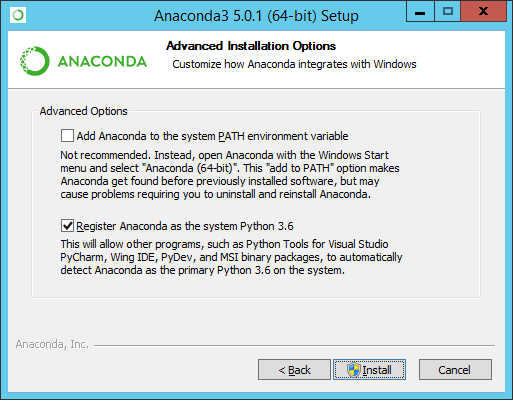 Anaconda3 5.0.1 (64-bit) Setup
ANACONDA
Advanced Installation Options
Customize how Anaconda integrates with Windows
Advanced Options
Add Anaconda to the system PATH environment variable
Not recommended. Instead, open Anaconda with the Windows Start
menu and select "Anaconda (64-bit)". This "add to PATH" option makes
Anaconda get found before previously installed software, but may
cause problems requiring you to uninstall and reinstall Anaconda.
Register Anaconda as the system Python 3.6
This will allow other programs, such as Python Tools for Visual Studio
PyCharm, Wing IDE, PyDev, and MSI binary packages, to automatically
detect Anaconda as the primary Python 3.6 on the system.
Anaconda, Inc.
< Back
Install
Cancel